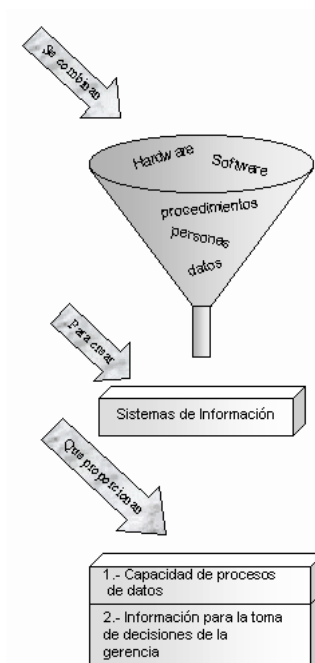 Se combinan
Hardware Software
procedimientos
personas
datos
Para crear
Sistemas de Información
Que proporcionan
1.- Capacidad de procesos
de datos
2.- Información para la toma
de decisiones de la
gerencia